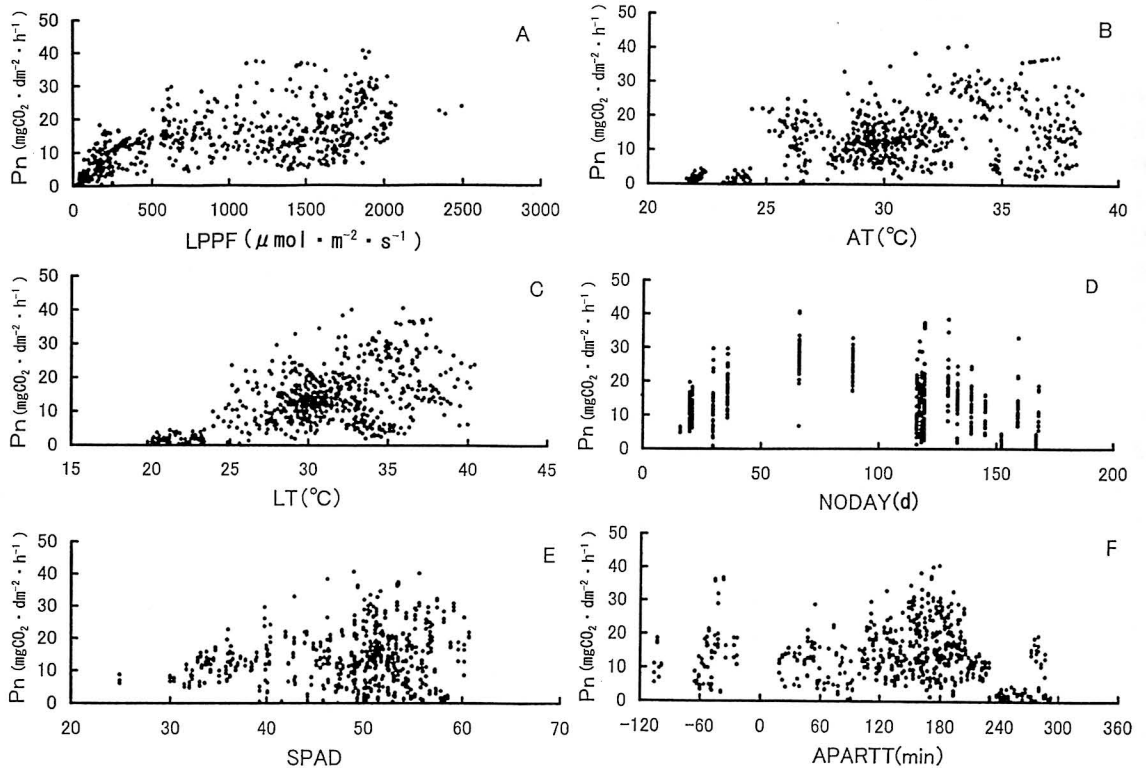 A
Pn (mgCO₂ · dm⁻² · h⁻¹)
50
40
30
20
10
0
0 500 1000 1500 2000 2500 3000
LPPF (μmol · m⁻² · s⁻¹)
B
Pn (mgCO₂ · dm⁻² · h⁻¹)
50
40
30
20
10
0
20 25 30 35 40
AT(℃)
C
Pn (mgCO₂ · dm⁻² · h⁻¹)
50
40
30
20
10
0
15 20 25 30 35 40 45
LT(℃)
D
Pn (mgCO₂ · dm⁻² · h⁻¹)
50
40
30
20
10
0
0 50 100 150 200
NODAY(d)
E
Pn (mgCO₂ · dm⁻² · h⁻¹)
50
40
30
20
10
0
20 30 40 50 60 70
SPAD
F
Pn (mgCO₂ · dm⁻² · h⁻¹)
50
40
30
20
10
0
-120 -60 0 60 120 180 240 300 360
APARTT(min)